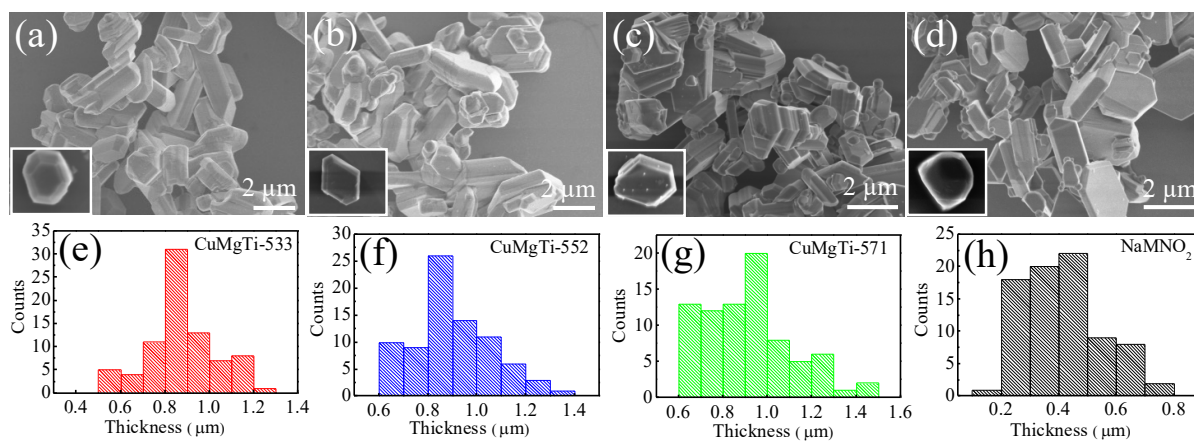 (a) (b) (c) (d)
2 μm 2 μm 2 μm 2 μm
(e) CuMgTi-533
35
30
25
20
15
10
5
0
Counts
0.4 0.6 0.8 1.0 1.2 1.4
Thickness (μm)
(f) CuMgTi-552
30
25
20
15
10
5
0
Counts
0.6 0.8 1.0 1.2 1.4
Thickness (μm)
(g) CuMgTi-571
20
15
10
5
0
Counts
0.6 0.8 1.0 1.2 1.4 1.6
Thickness (μm)
(h) NaMNO₂
25
20
15
10
5
0
Counts
0.2 0.4 0.6 0.8
Thickness (μm)